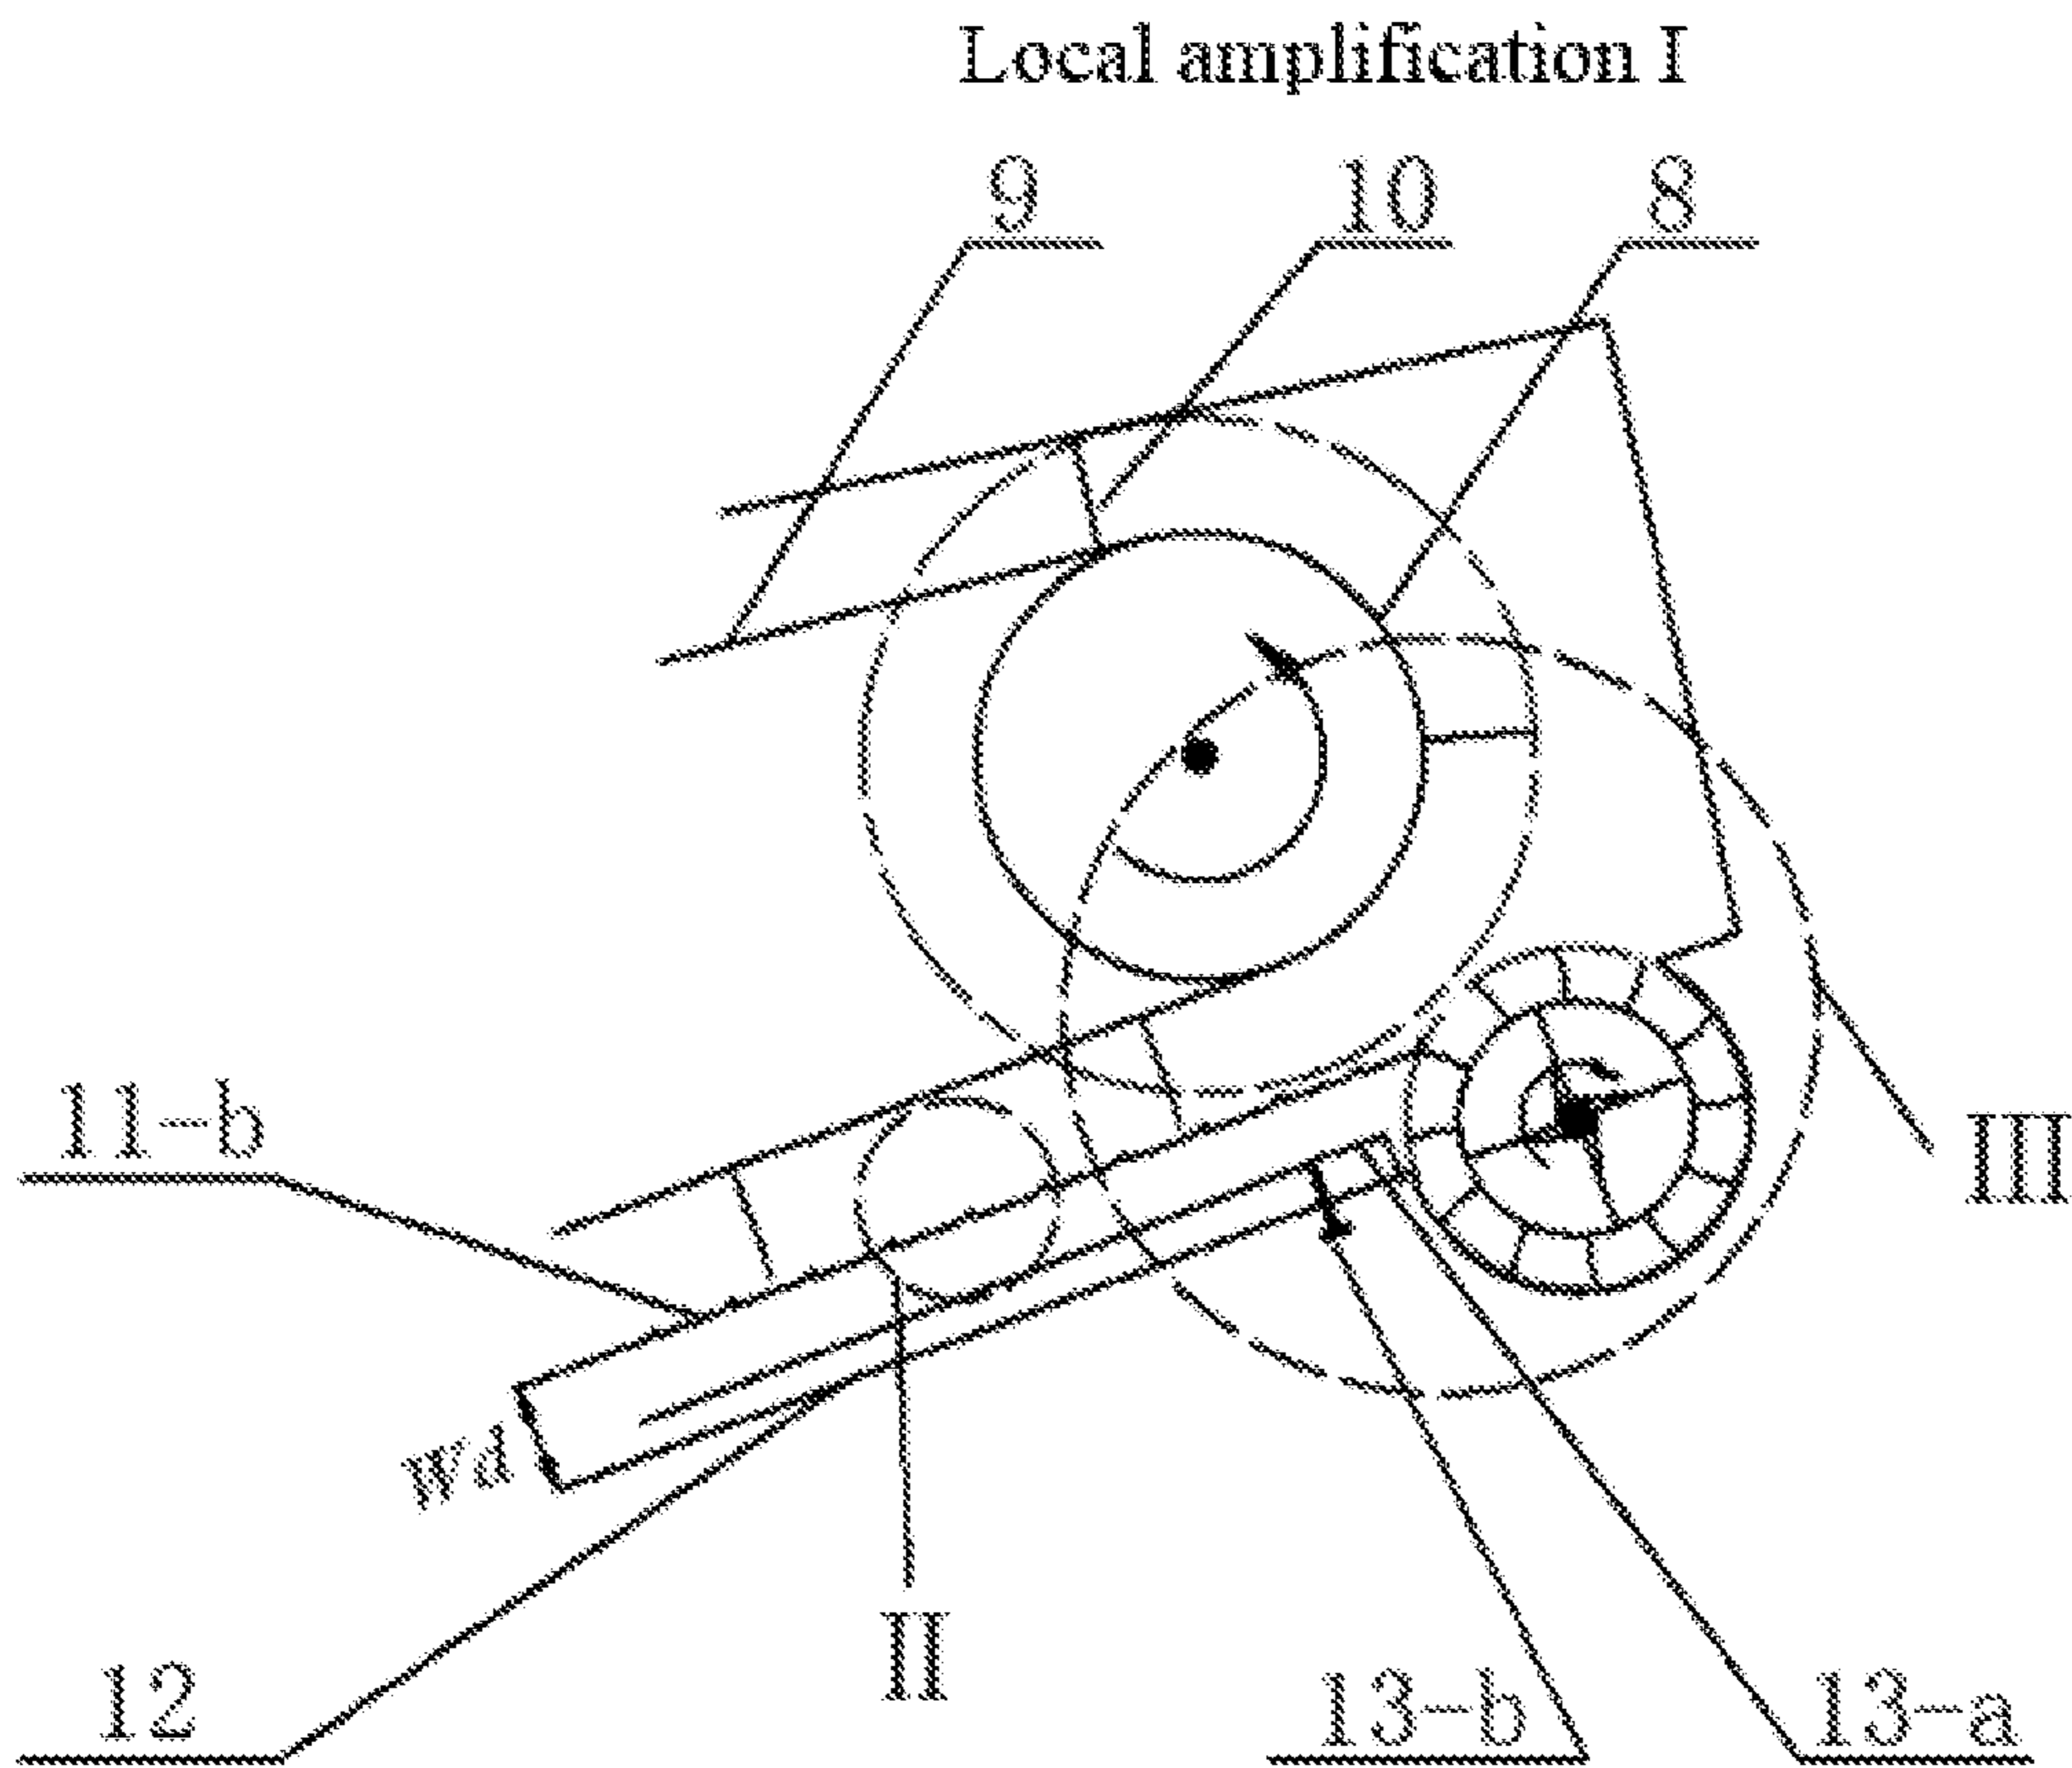 Local amplification I
9
10
8
11-b
III
Wd
II
12
13-b
13-a